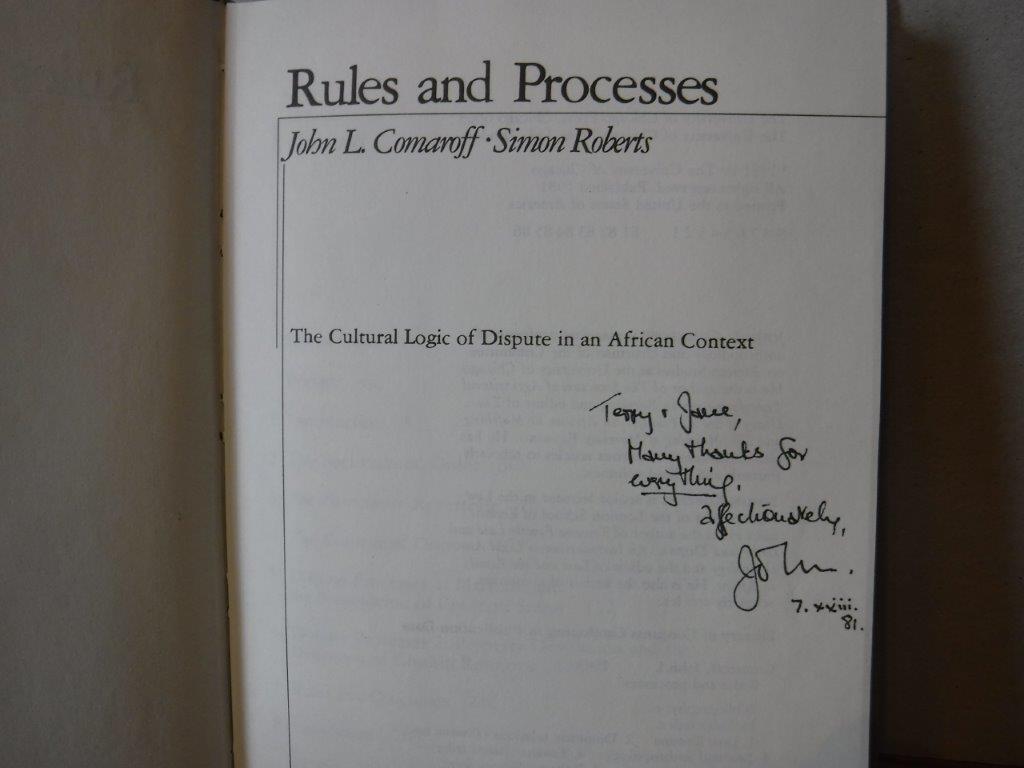 Rules and Processes
John L. Comaroff · Simon Roberts
The Cultural Logic of Dispute in an African Context
Terry &
Many thanks for
everything.
affectionately,
John.
7. xxiii.
81.